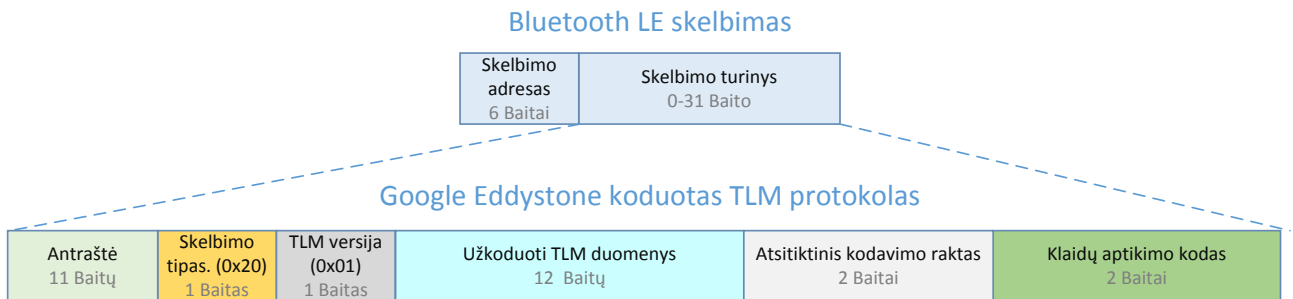 Bluetooth LE skelbimas
Skelbimo
adresas
6 Baitai
Skelbimo turinys
0-31 Baito
Google Eddystone koduotas TLM protokolas
Antraštė
11 Baitų
Skelbimo
tipas. (0x20)
1 Baitas
TLM versija
(0x01)
1 Baitas
Užkoduoti TLM duomenys
12 Baitų
Atsitiktinis kodavimo raktas
2 Baitai
Klaidų aptikimo kodas
2 Baitai